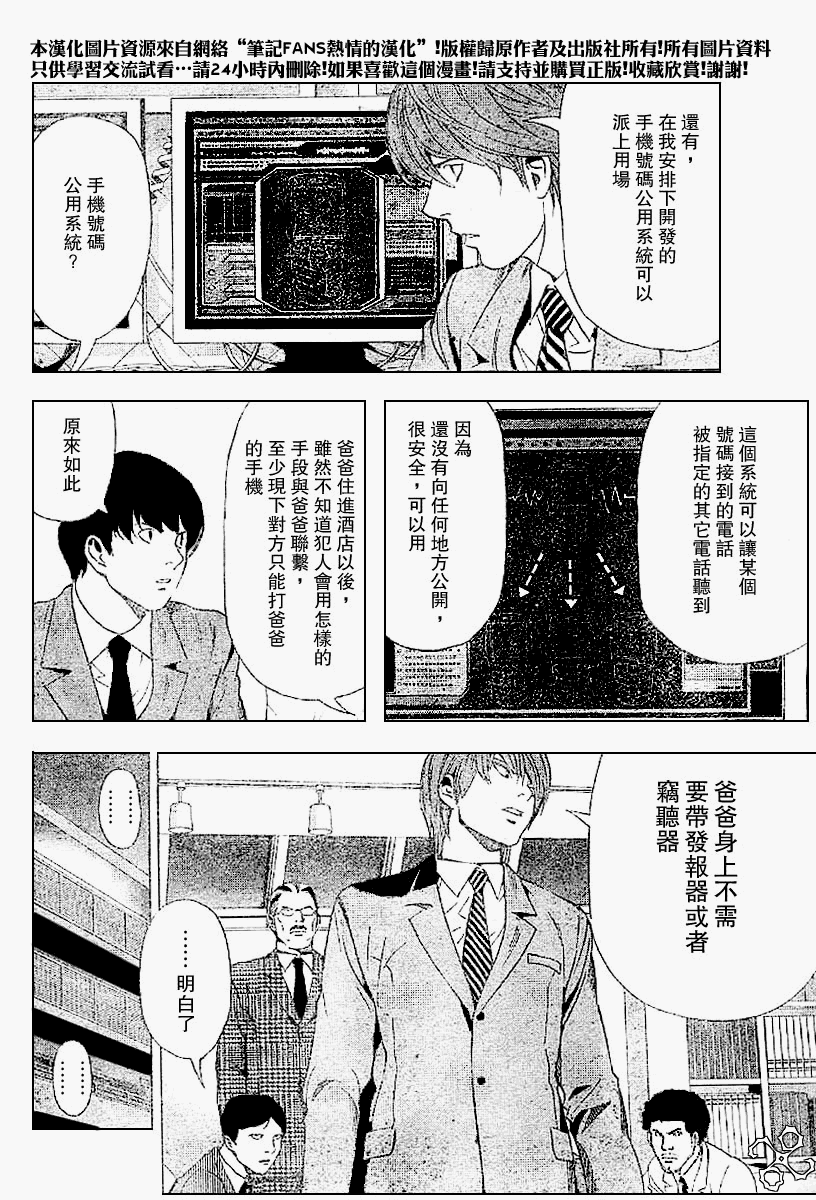 本漢化圖片資源來自網絡“筆記FANS熱情的漢化”!版權歸原作者及出版社所有!所有圖片資料
只供學習交流試看…請24小時內刪除!如果喜歡這個漫畫!請支持並購買正版!收藏欣賞!謝謝!
還有，
在我安排下開發的
手機號碼公用系統可以
派上用場
手機號碼
公用系統？
這個系統可以讓某個
號碼接到的電話
被指定的其它電話聽到
因為
還沒有向任何地方公開，
很安全，可以用
爸爸住進酒店以後，
雖然不知道犯人會用怎樣的
手段與爸爸聯繫，
至少現下對方只能打爸爸
的手機
原來如此
爸爸身上不需
要帶發報器或者
竊聽器
……
……明白了
……